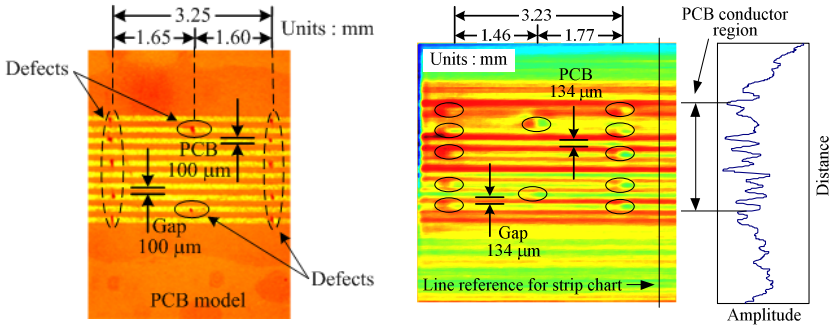 3.25
1.65
1.60
Units : mm
Defects
PCB
100 μm
Gap
100 μm
Defects
PCB model
3.23
1.46
1.77
Units : mm
PCB
134 μm
Gap
134 μm
Line reference for strip chart
PCB conductor
region
Distance
Amplitude